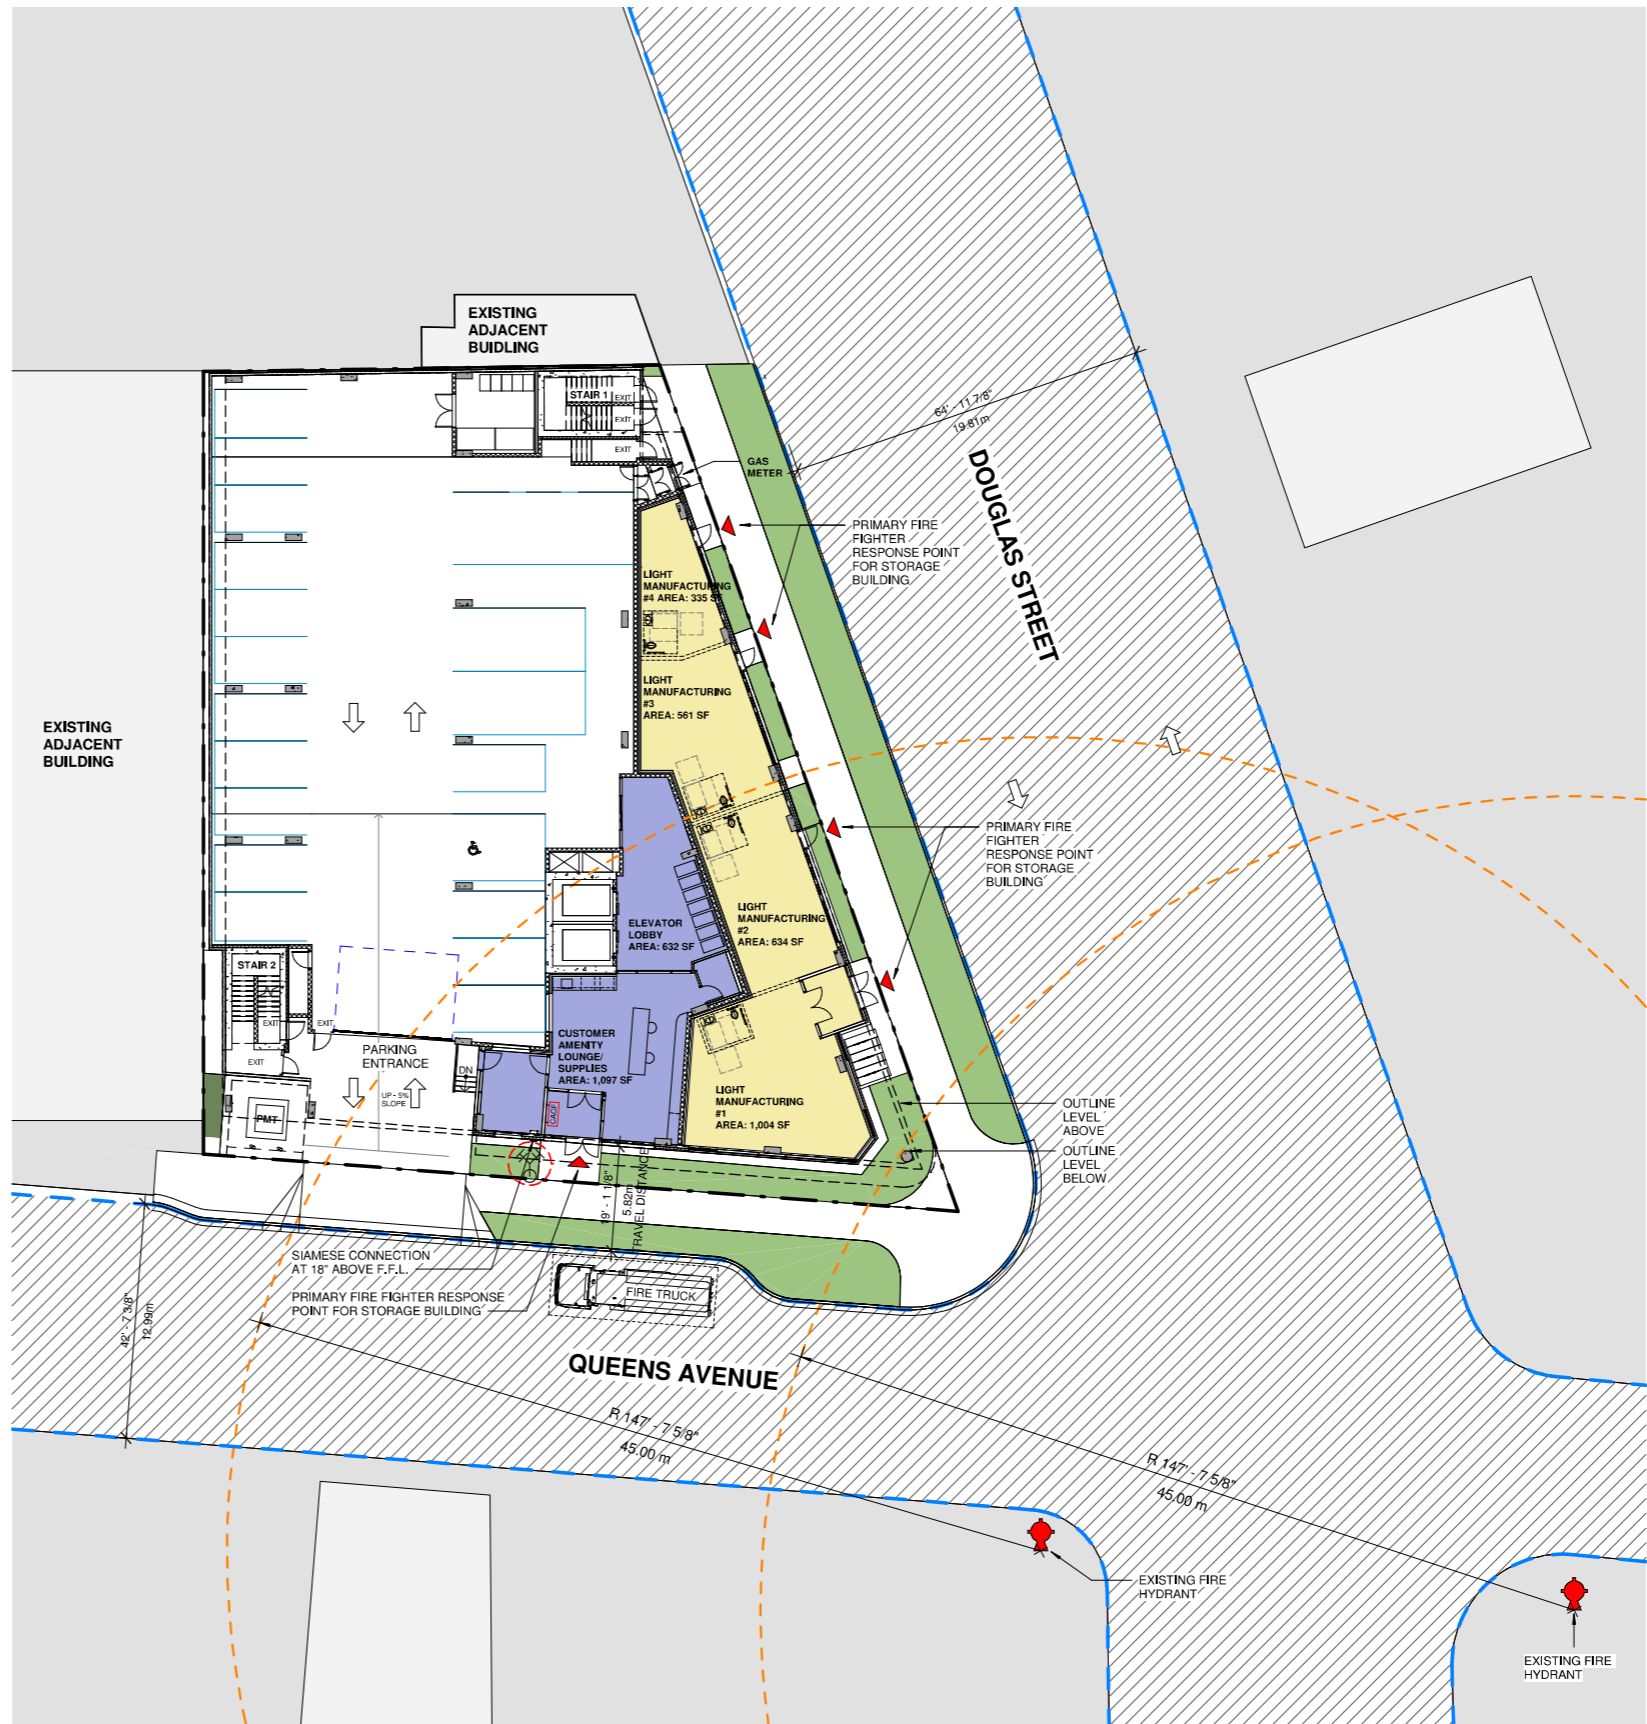 EXISTING
ADJACENT
BUIDLING
STAIR 1
EXIT
EXIT
EXIT
GAS
METER
64' - 11 7/8"
19.81m
DOUGLAS STREET
PRIMARY FIRE
FIGHTER
RESPONSE POINT
FOR STORAGE
BUILDING
LIGHT
MANUFACTURING
#4 AREA: 335 SF
LIGHT
MANUFACTURING
#3
AREA: 561 SF
EXISTING
ADJACENT
BUILDING
PRIMARY FIRE
FIGHTER
RESPONSE POINT
FOR STORAGE
BUILDING
LIGHT
MANUFACTURING
#2
AREA: 634 SF
ELEVATOR
LOBBY
AREA: 632 SF
STAIR 2
EXIT
EXIT
EXIT
PARKING
ENTRANCE
UP - 5%
SLOPE
DN
PMT
CUSTOMER
AMENITY
LOUNGE/
SUPPLIES
AREA: 1,097 SF
CACF
LIGHT
MANUFACTURING
#1
AREA: 1,004 SF
OUTLINE
LEVEL
ABOVE
OUTLINE
LEVEL
BELOW
19' - 1 1/8"
5.82m
TRAVEL DISTANCE
SIAMESE CONNECTION
AT 18" ABOVE F.F.L.
PRIMARY FIRE FIGHTER RESPONSE
POINT FOR STORAGE BUILDING
FIRE TRUCK
42' - 7 3/8"
12.99m
QUEENS AVENUE
R 147' - 7 5/8"
45.00 m
R 147' - 7 5/8"
45.00 m
EXISTING FIRE
HYDRANT
EXISTING FIRE
HYDRANT